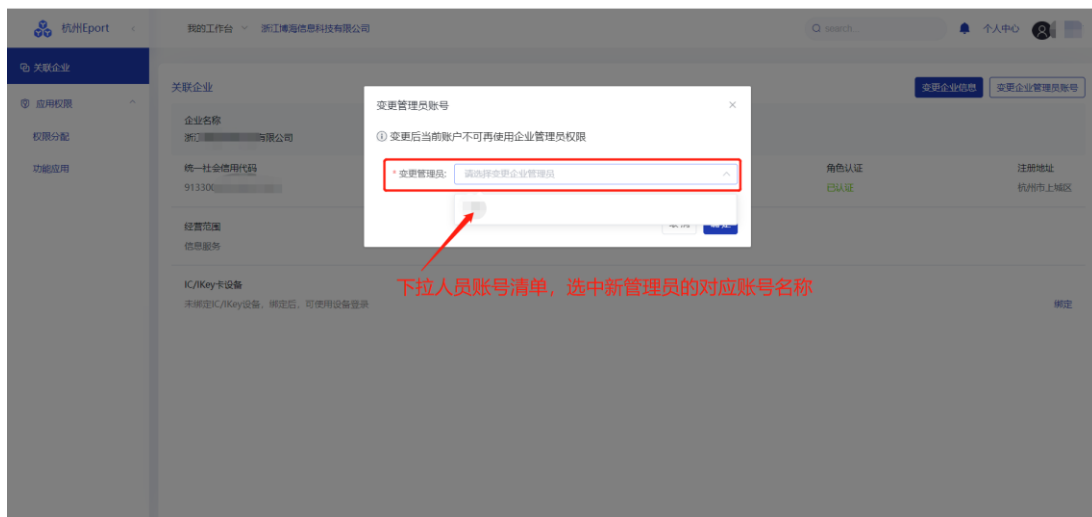 杭州Eport
我的工作台
浙江博海信息科技有限公司
search...
个人中心
关联企业
应用权限
权限分配
功能应用
关联企业
变更企业信息
变更企业管理员账号
企业名称
浙江 有限公司
统一社会信用代码
91330
角色认证
已认证
注册地址
杭州市上城区
经营范围
信息服务
IC/IKey卡设备
未绑定IC/IKey设备,绑定后,可使用设备登录
绑定
变更管理员账号
变更后当前账户不可再使用企业管理员权限
* 变更管理员:
请选择变更企业管理员
下拉人员账号清单,选中新管理员的对应账号名称